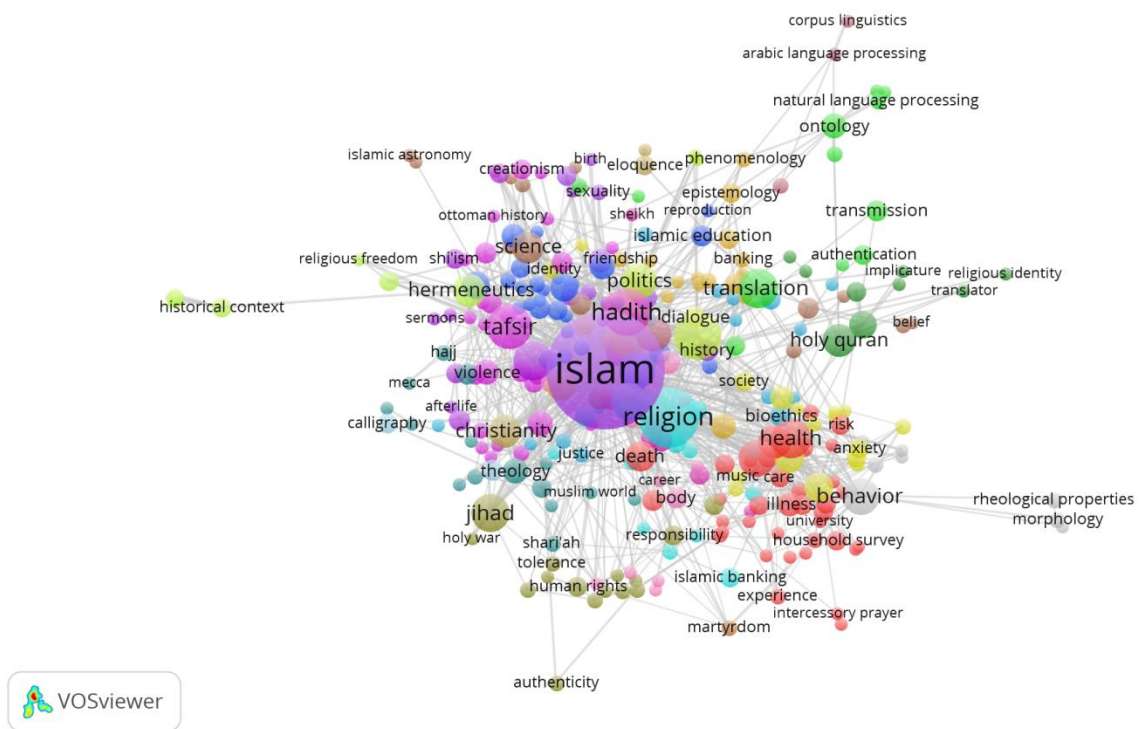 corpus linguistics
arabic language processing
natural language processing
ontology
islamic astronomy
creationism
birth
eloquence
phenomenology
sexuality
epistemology
ottoman history
sheikh
reproduction
transmission
science
islamic education
religious freedom
shi'ism
identity
friendship
banking
authentication
implicature
religious identity
hermeneutics
politics
translation
translator
historical context
sermons
tafsir
hadith
dialogue
belief
holy quran
history
hajj
violence
islam
mecca
society
afterlife
calligraphy
christianity
religion
bioethics
risk
health
justice
death
anxiety
theology
career
music
care
muslim world
body
illness
behavior
rheological properties
jihad
university
morphology
holy war
shari'ah
responsibility
household survey
tolerance
human rights
islamic banking
experience
intercessory prayer
martyrdom
authenticity
VOSviewer